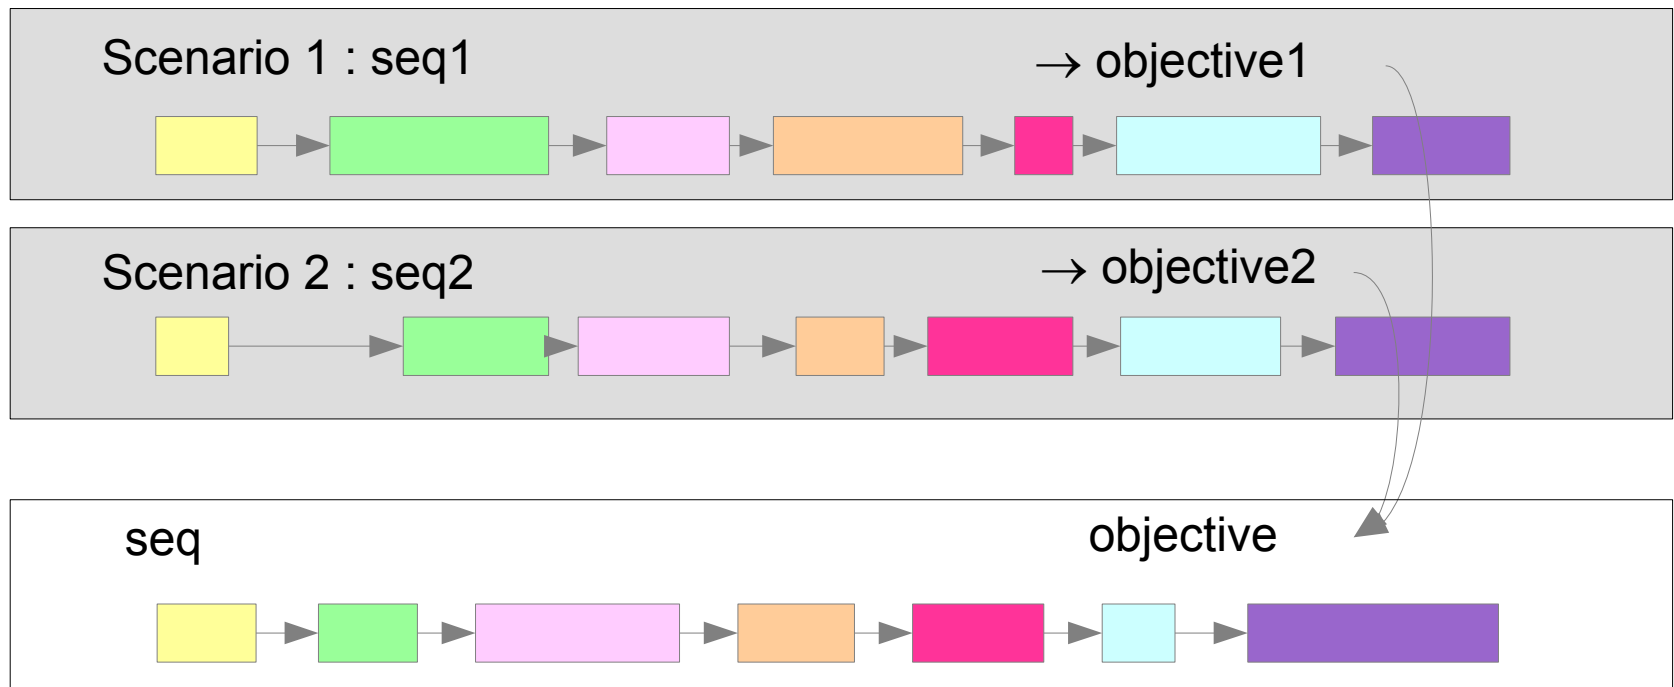 Scenario 1 : seq1 → objective1
Scenario 2 : seq2 → objective2
seq objective